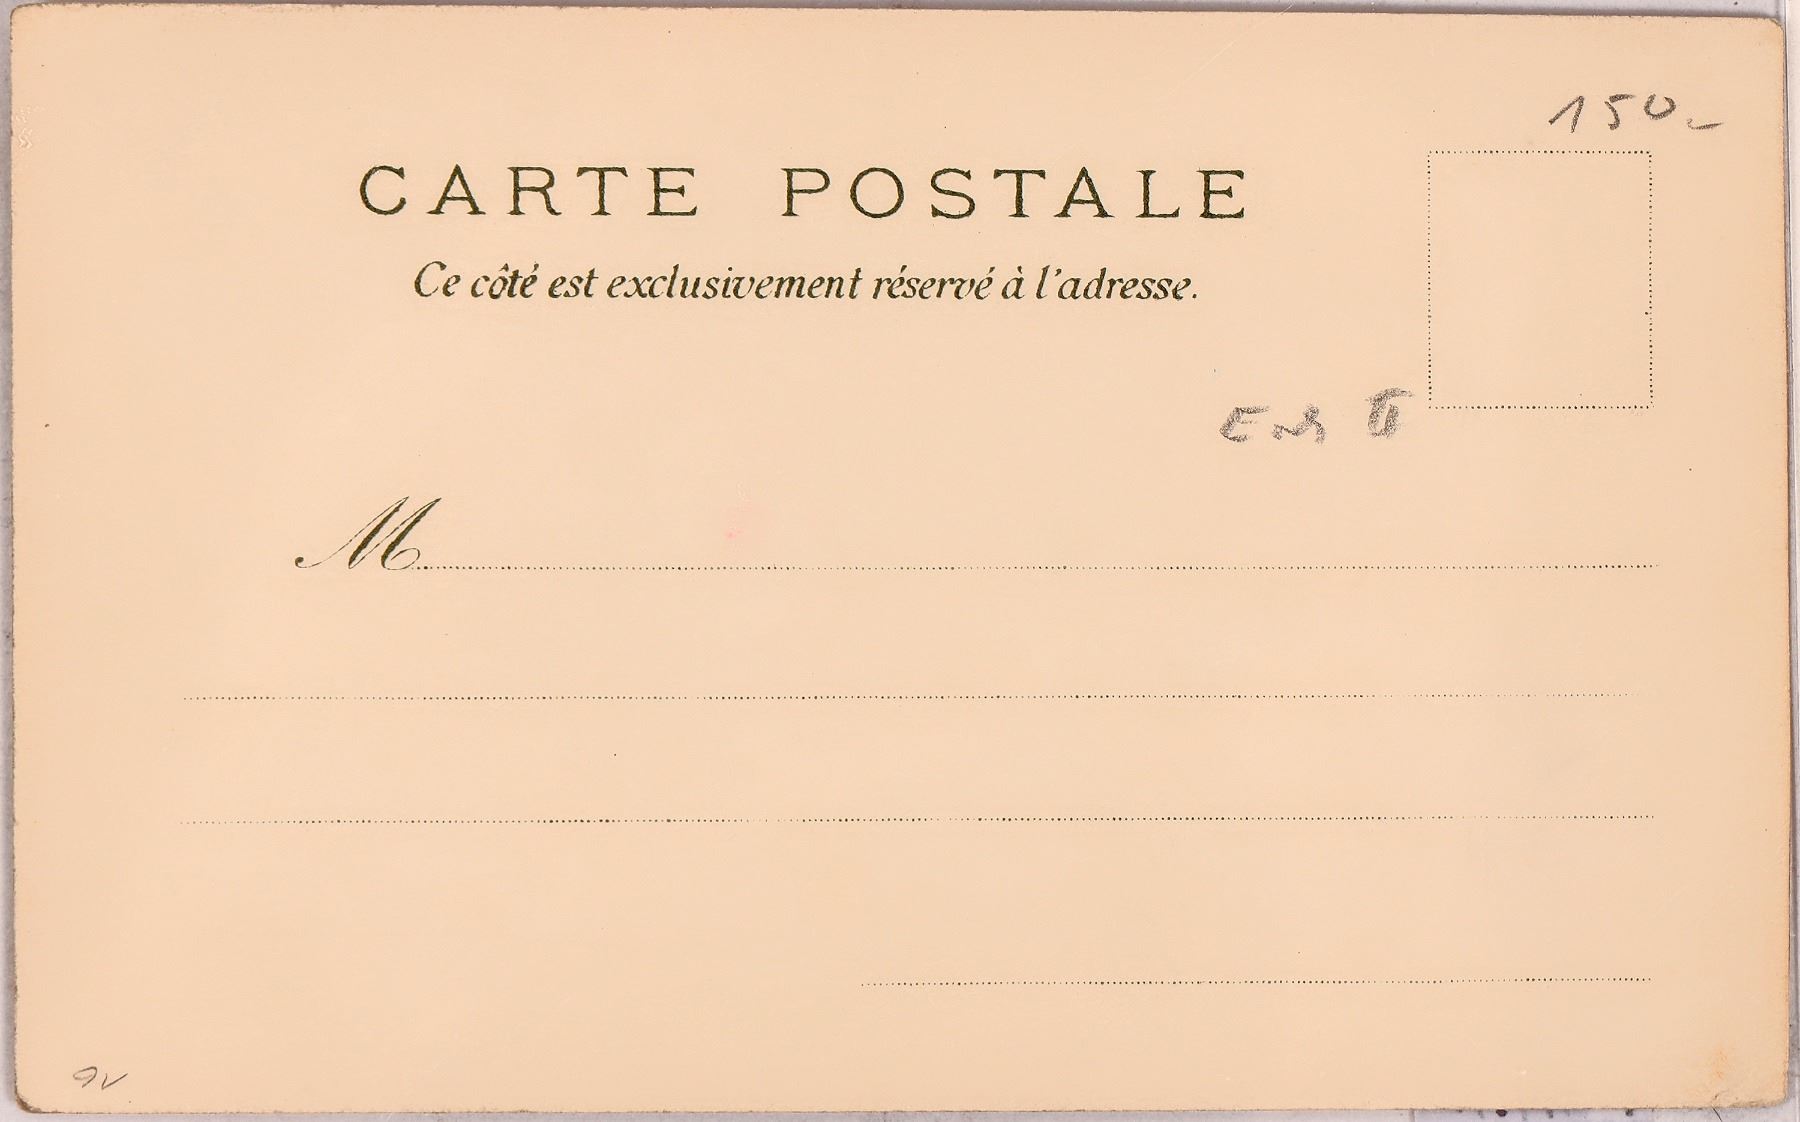 150-
CARTE POSTALE
Ce côté est exclusivement réservé à l'adresse.
M